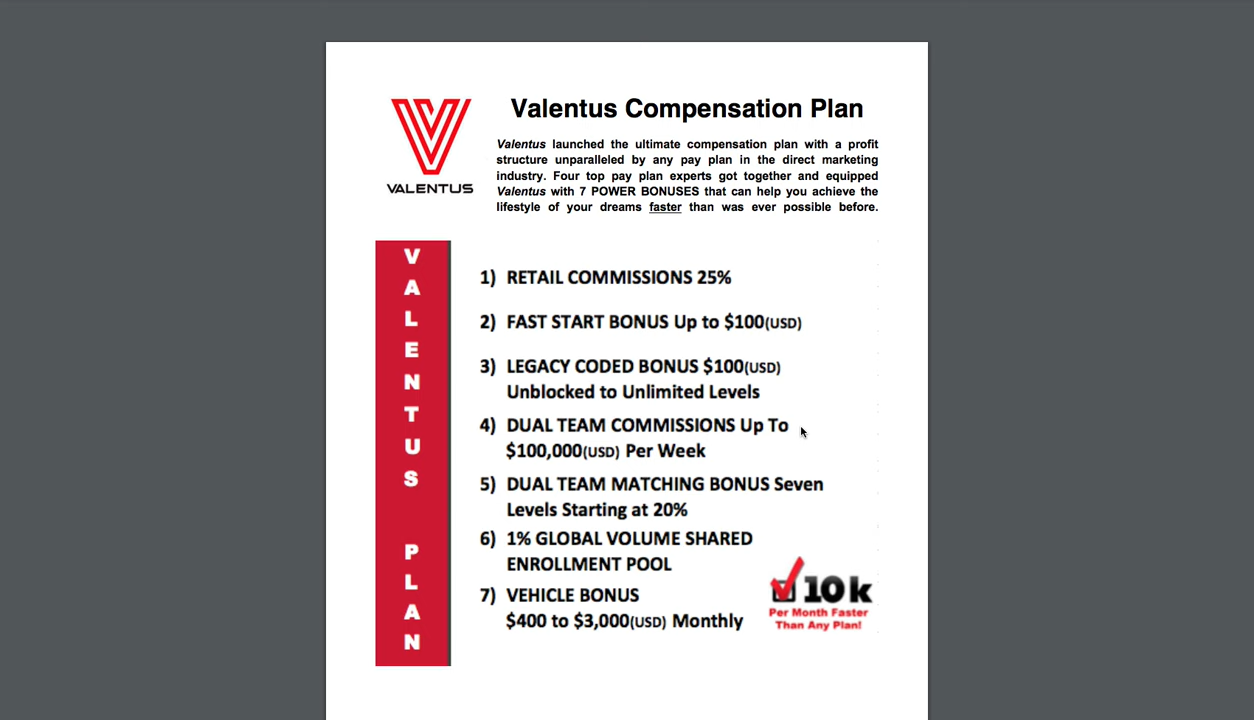 Valentus Compensation Plan
Valentus launched the ultimate compensation plan with a profit
structure unparalleled by any pay plan in the direct marketing
industry. Four top pay plan experts got together and equipped
Valentus with 7 POWER BONUSES that can help you achieve the
lifestyle of your dreams faster than was ever possible before.
VALENTUS
VALENTUS PLAN
1) RETAIL COMMISSIONS 25%
2) FAST START BONUS Up to $100(USD)
3) LEGACY CODED BONUS $100(USD)
Unblocked to Unlimited Levels
4) DUAL TEAM COMMISSIONS Up To
$100,000(USD) Per Week
5) DUAL TEAM MATCHING BONUS Seven
Levels Starting at 20%
6) 1% GLOBAL VOLUME SHARED
ENROLLMENT POOL
7) VEHICLE BONUS
$400 to $3,000(USD) Monthly
10k
Per Month Faster
Than Any Plan!